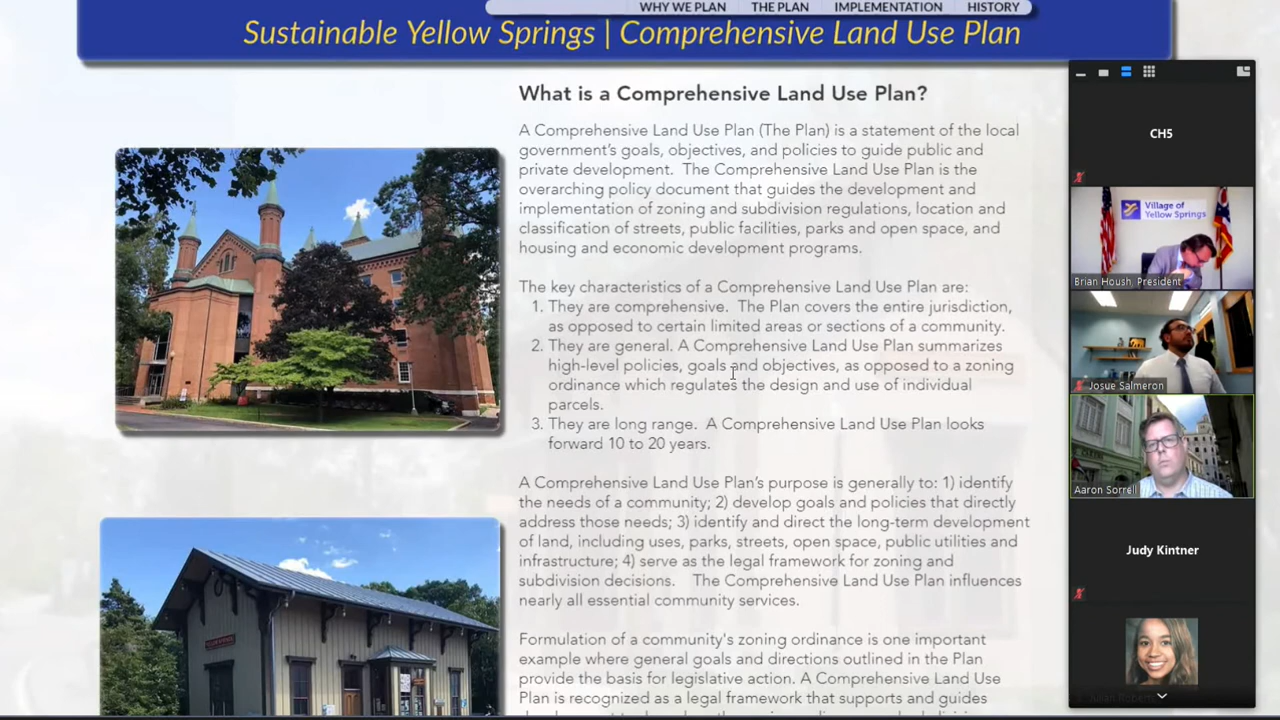 WHY WE PLAN THE PLAN IMPLEMENTATION HISTORY
Sustainable Yellow Springs | Comprehensive Land Use Plan
What is a Comprehensive Land Use Plan?
A Comprehensive Land Use Plan (The Plan) is a statement of the local
government's goals, objectives, and policies to guide public and
private development. The Comprehensive Land Use Plan is the
overarching policy document that guides the development and
implementation of zoning and subdivision regulations, location and
classification of streets, public facilities, parks and open space, and
housing and economic development programs.
The key characteristics of a Comprehensive Land Use Plan are:
1. They are comprehensive. The Plan covers the entire jurisdiction,
as opposed to certain limited areas or sections of a community.
2. They are general. A Comprehensive Land Use Plan summarizes
high-level policies, goals and objectives, as opposed to a zoning
ordinance which regulates the design and use of individual
parcels.
3. They are long range. A Comprehensive Land Use Plan looks
forward 10 to 20 years.
A Comprehensive Land Use Plan's purpose is generally to: 1) identify
the needs of a community; 2) develop goals and policies that directly
address those needs; 3) identify and direct the long-term development
of land, including uses, parks, streets, open space, public utilities and
infrastructure; 4) serve as the legal framework for zoning and
subdivision decisions. The Comprehensive Land Use Plan influences
nearly all essential community services.
Formulation of a community's zoning ordinance is one important
example where general goals and directions outlined in the Plan
provide the basis for legislative action. A Comprehensive Land Use
Plan is recognized as a legal framework that supports and guides
YELLOW SPRINGS
CH5
Village of
Yellow Springs
Brian Housh, President
Josue Salmeron
Aaron Sorrell
Judy Kintner